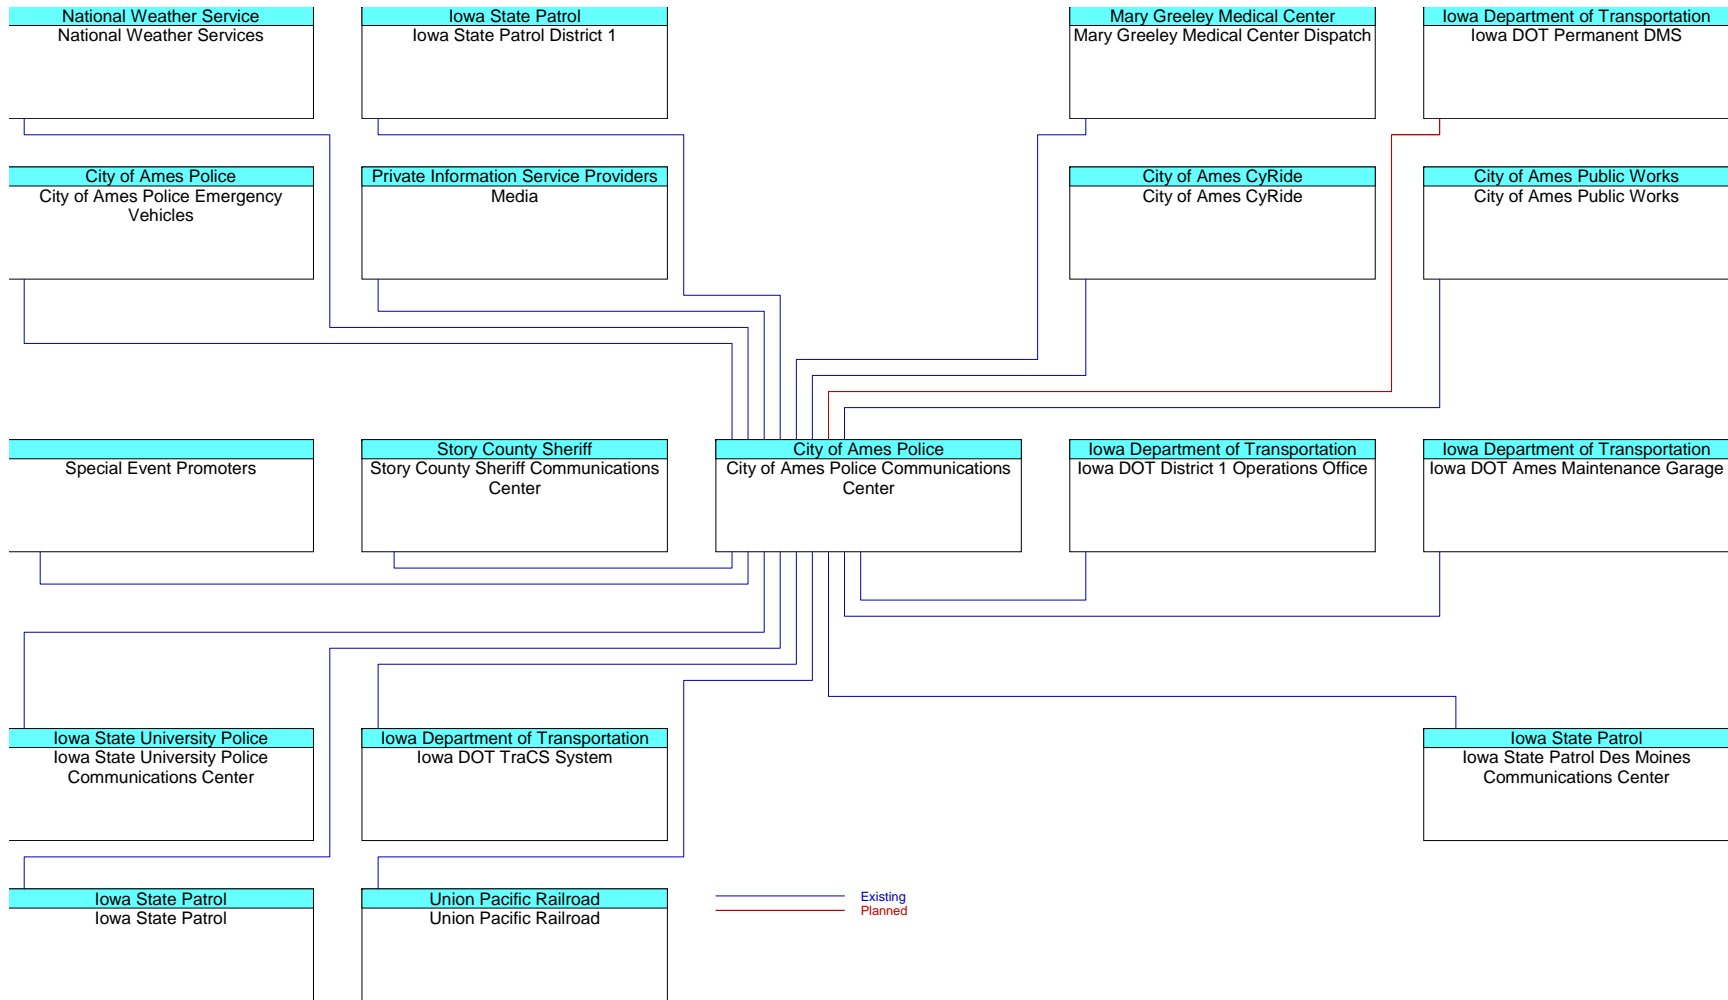 National Weather Service
National Weather Services
Iowa State Patrol
Iowa State Patrol District 1
Mary Greeley Medical Center
Mary Greeley Medical Center Dispatch
Iowa Department of Transportation
Iowa DOT Permanent DMS
City of Ames Police
City of Ames Police Emergency
Vehicles
Private Information Service Providers
Media
City of Ames CyRide
City of Ames CyRide
City of Ames Public Works
City of Ames Public Works
Special Event Promoters
Story County Sheriff
Story County Sheriff Communications
Center
City of Ames Police
City of Ames Police Communications
Center
Iowa Department of Transportation
Iowa DOT District 1 Operations Office
Iowa Department of Transportation
Iowa DOT Ames Maintenance Garage
Iowa State University Police
Iowa State University Police
Communications Center
Iowa Department of Transportation
Iowa DOT TraCS System
Iowa State Patrol
Iowa State Patrol Des Moines
Communications Center
Iowa State Patrol
Iowa State Patrol
Union Pacific Railroad
Union Pacific Railroad
Existing
Planned